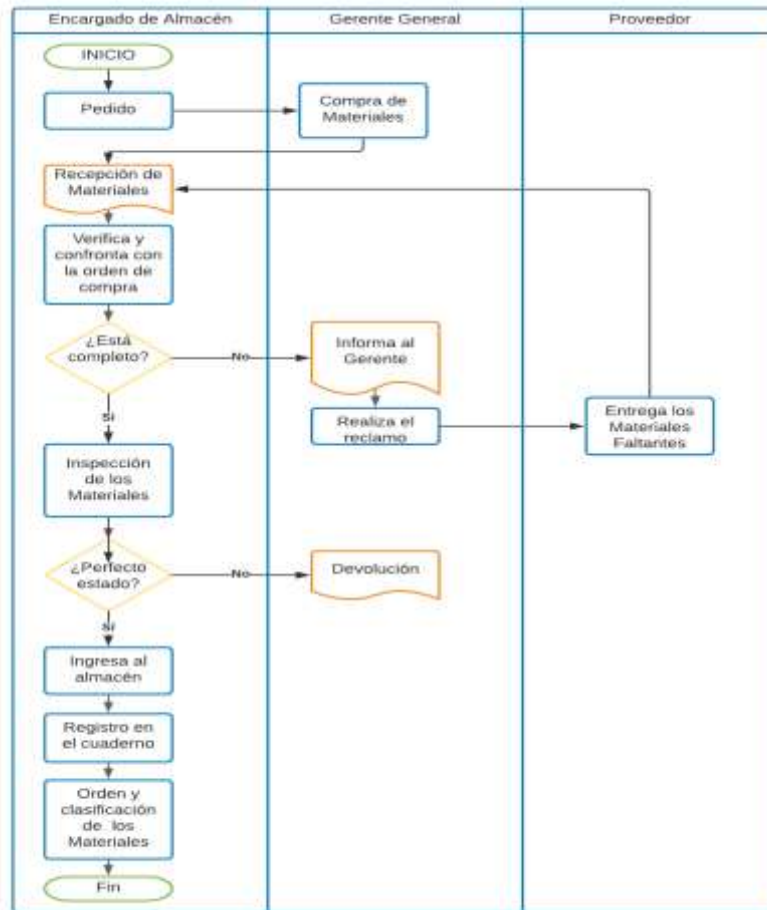 Encargado de Almacén
Gerente General
Proveedor
INICIO
Pedido
Compra de
Materiales
Recepción de
Materiales
Verifica y
confronta con
la orden de
compra
¿Está
completo?
No
Informa al
Gerente
Realiza el
reclamo
Entrega los
Materiales
Faltantes
Si
Inspección
de los
Materiales
¿Perfecto
estado?
No
Devolución
Si
Ingresa al
almacén
Registro en
el cuaderno
Orden y
clasificación
de los
Materiales
Fin